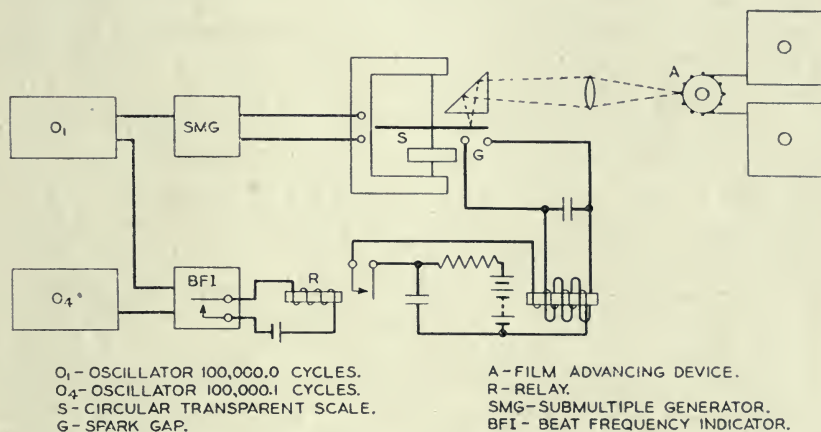 O₁
SMG
S
G
A
O₄
BFI
R
O₁-OSCILLATOR 100,000.0 CYCLES.
O₄-OSCILLATOR 100,000.1 CYCLES.
S-CIRCULAR TRANSPARENT SCALE.
G-SPARK GAP.
A-FILM ADVANCING DEVICE.
R-RELAY.
SMG-SUBMULTIPLE GENERATOR.
BFI-BEAT FREQUENCY INDICATOR.